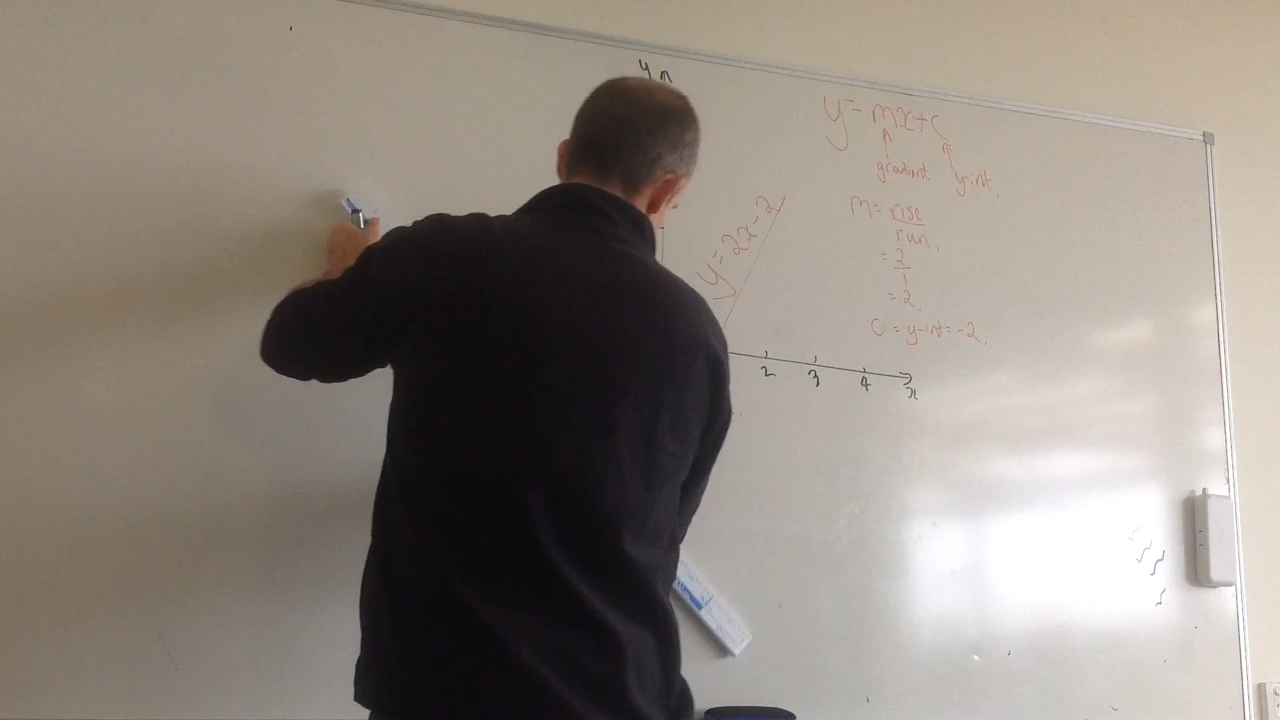 y
y = mx + c
gradient
y-int.
m = rise
run.
= 2
1
= 2.
c = y-int = -2.
y = 2x - 2
2 3 4
x